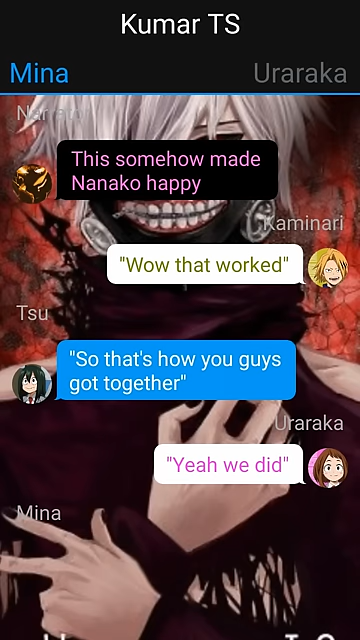 Kumar TS
Mina
Uraraka
This somehow made
Nanako happy
Kaminari
"Wow that worked"
Tsu
"So that's how you guys
got together"
Uraraka
"Yeah we did"
Mina